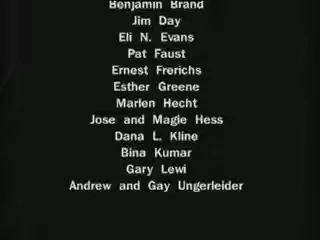 Benjamin Brand
Jim Day
Eli N. Evans
Pat Faust
Ernest Frerichs
Esther Greene
Marlen Hecht
Jose and Magie Hess
Dana L. Kline
Bina Kumar
Gary Lewi
Andrew and Gay Ungerleider